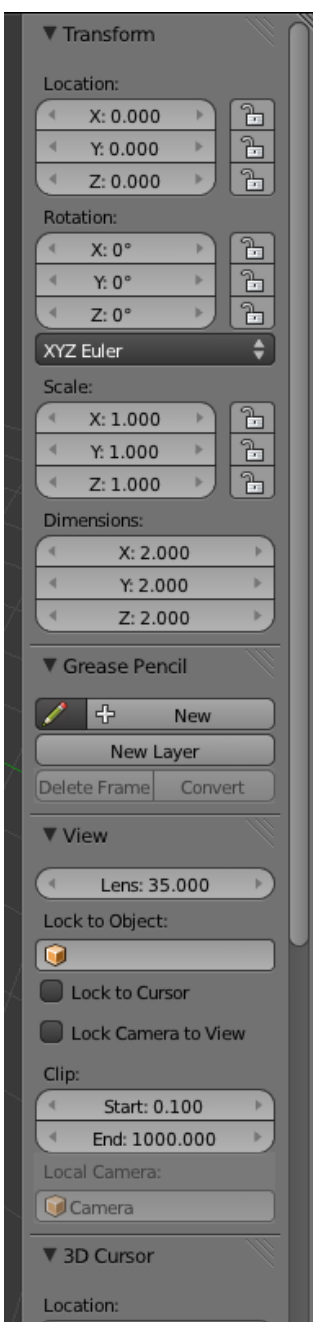 Transform
Location:
X: 0.000
Y: 0.000
Z: 0.000
Rotation:
X: 0°
Y: 0°
Z: 0°
XYZ Euler
Scale:
X: 1.000
Y: 1.000
Z: 1.000
Dimensions:
X: 2.000
Y: 2.000
Z: 2.000
Grease Pencil
New
New Layer
Delete Frame Convert
View
Lens: 35.000
Lock to Object:
Lock to Cursor
Lock Camera to View
Clip:
Start: 0.100
End: 1000.000
Local Camera:
Camera
3D Cursor
Location: